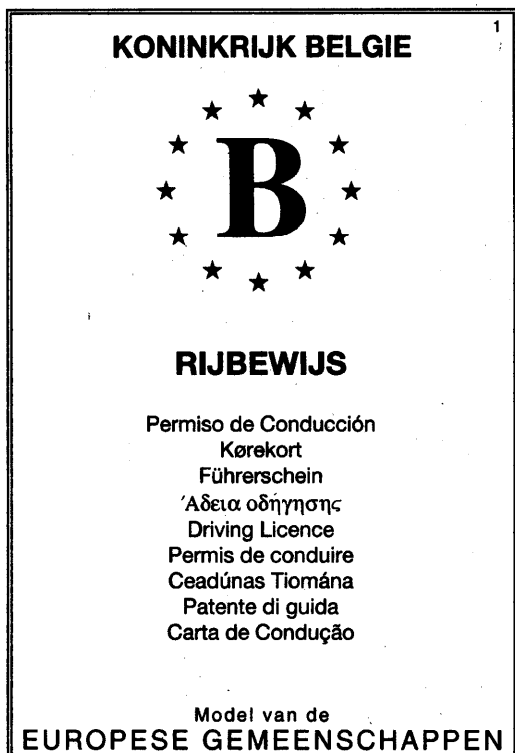 1
KONINKRIJK BELGIE
B
RIJBEWIJS
Permiso de Conducción
Kørekort
Führerschein
Άδεια οδήγησης
Driving Licence
Permis de conduire
Ceadúnas Tiomána
Patente di guida
Carta de Condução
Model van de
EUROPESE GEMEENSCHAPPEN